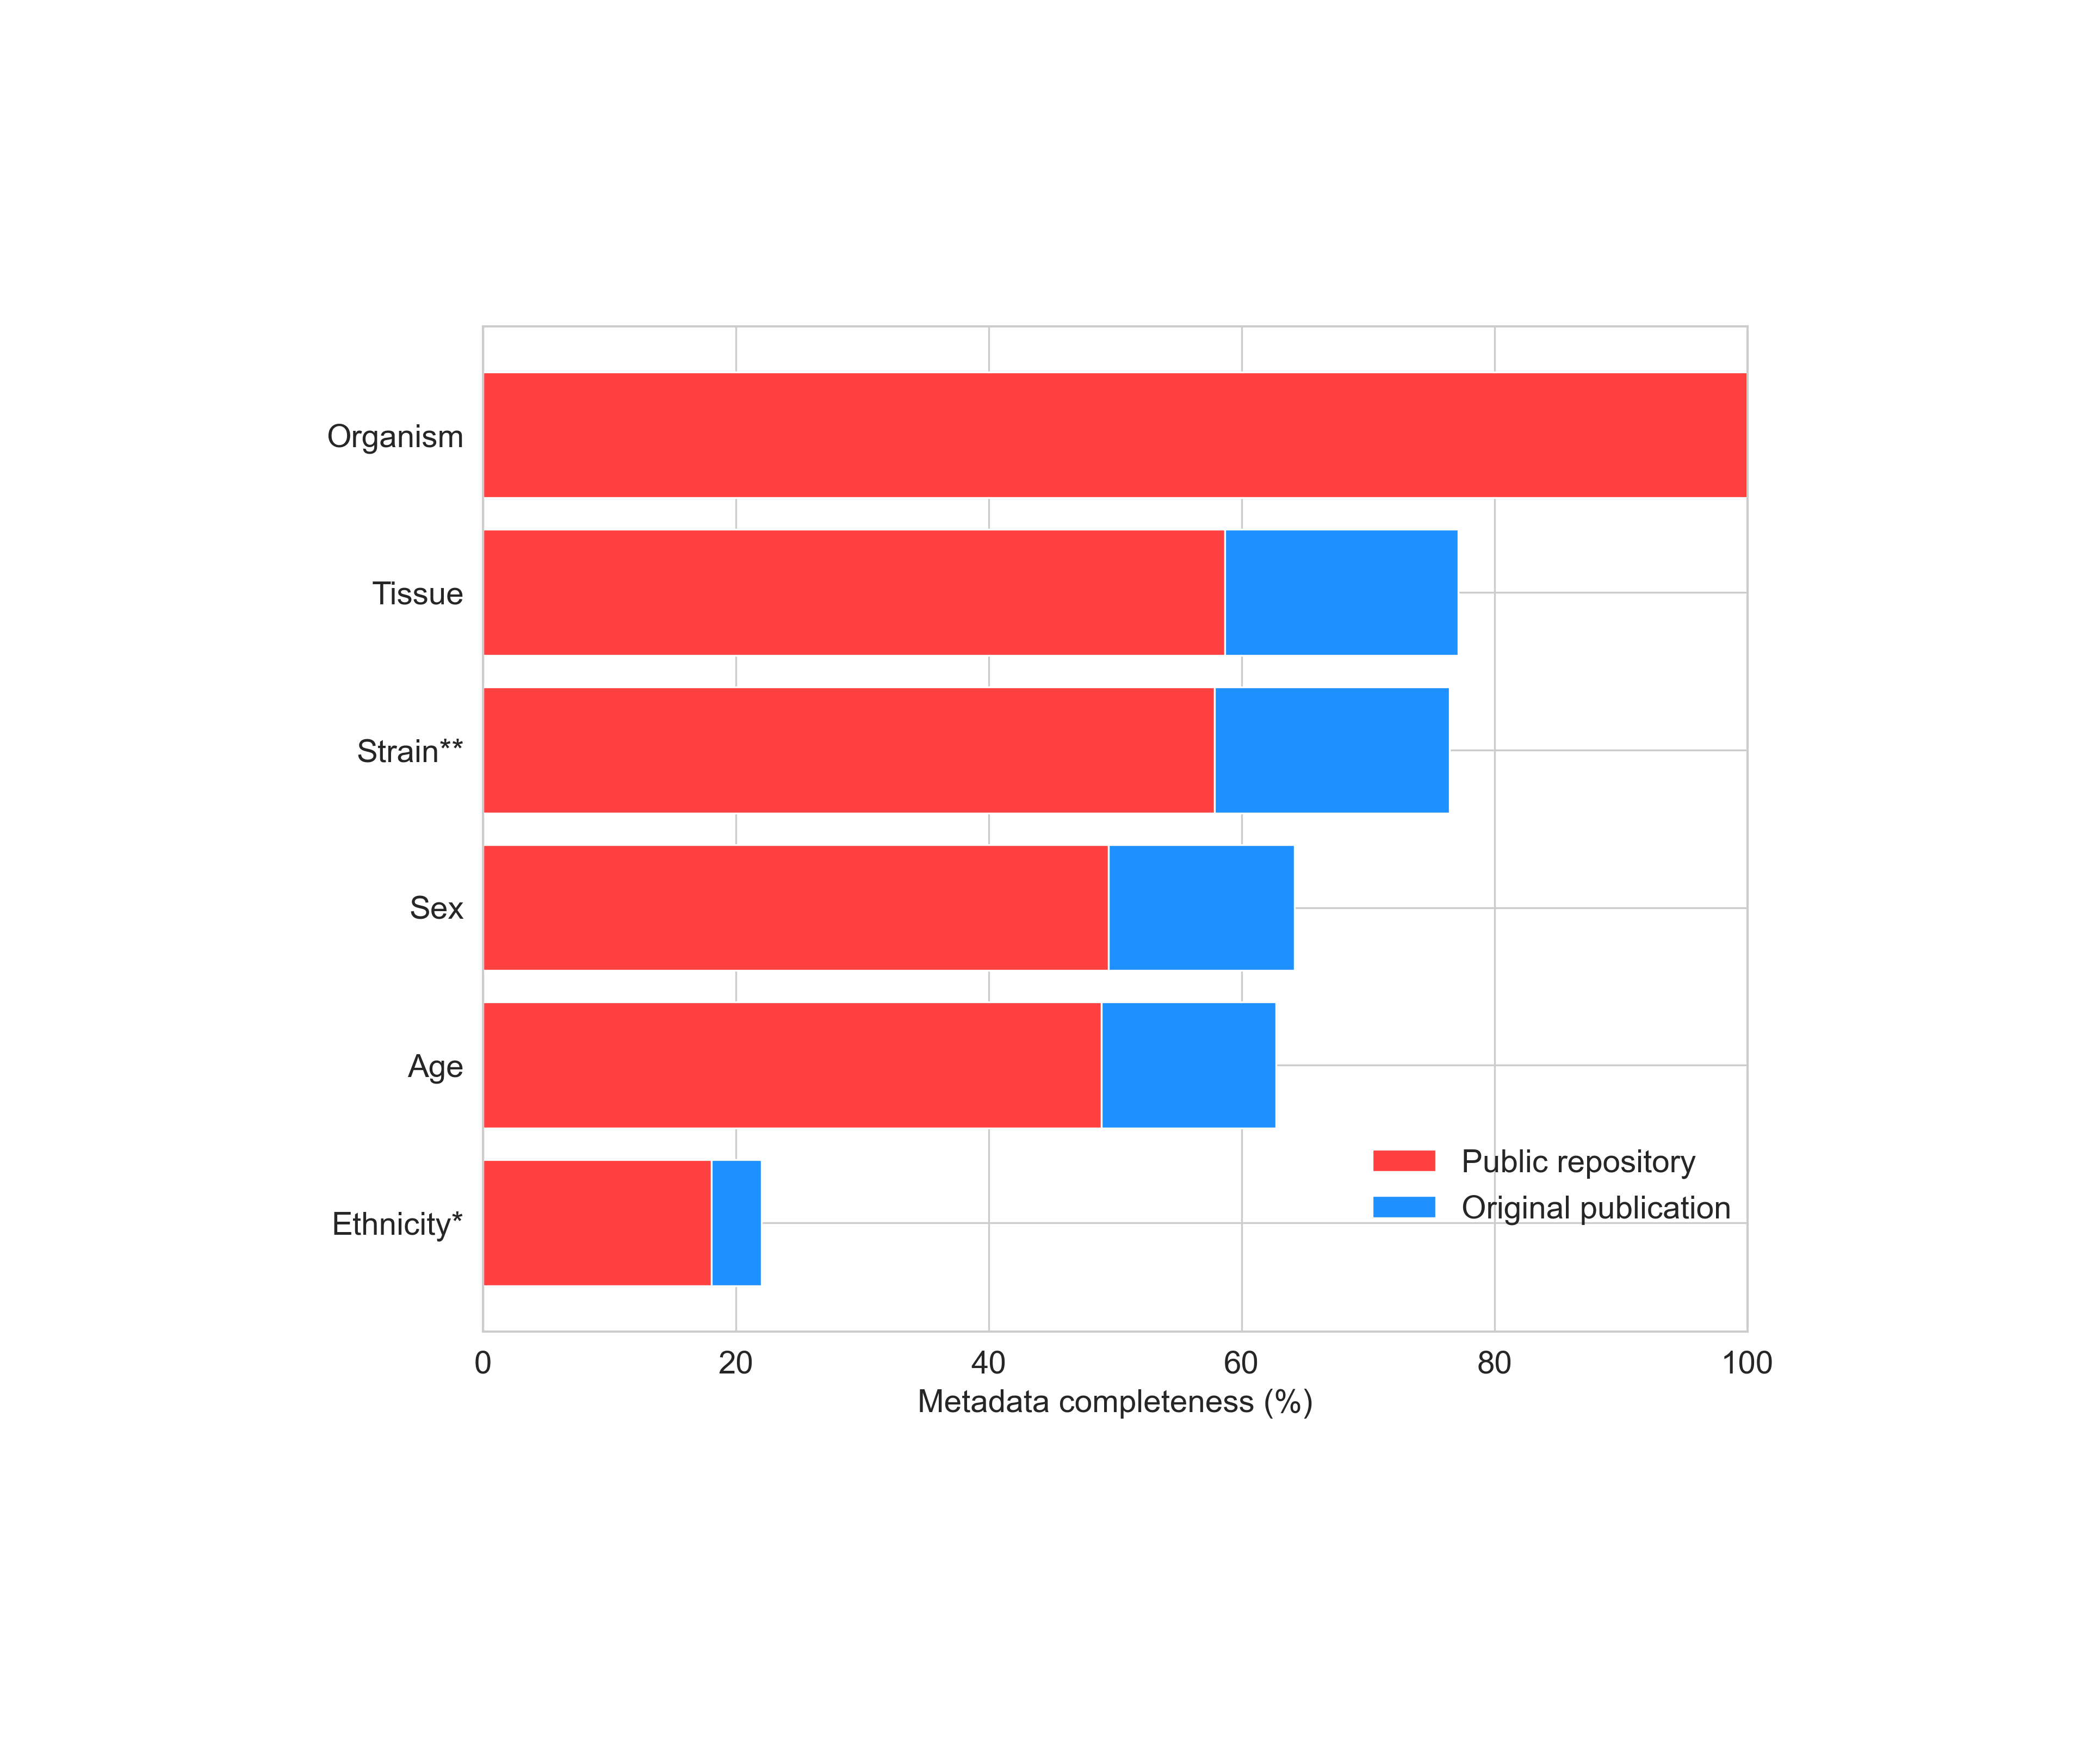 Organism
Tissue
Strain**
Sex
Age
Ethnicity*
Public repository
Original publication
0 20 40 60 80 100
Metadata completeness (%)